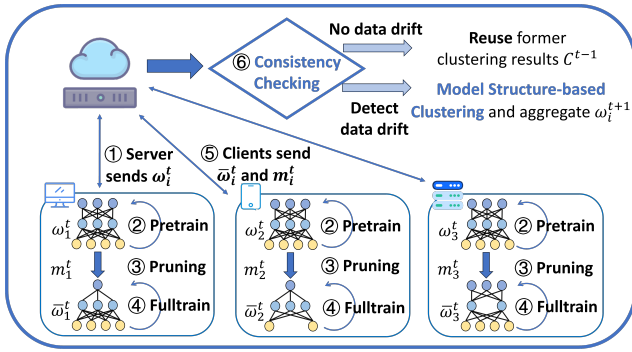 No data drift
Reuse former
clustering results C^{t−1}
⑥ Consistency
Checking
Model Structure-based
Clustering and aggregate ω_i^{t+1}
Detect
data drift
① Server
sends ω_i^t
⑤ Clients send
ω̅_i^t and m_i^t
ω_1^t
② Pretrain
m_1^t
③ Pruning
ω̅_1^t
④ Fulltrain
ω_2^t
② Pretrain
m_2^t
③ Pruning
ω̅_2^t
④ Fulltrain
ω_3^t
② Pretrain
m_3^t
③ Pruning
ω̅_3^t
④ Fulltrain